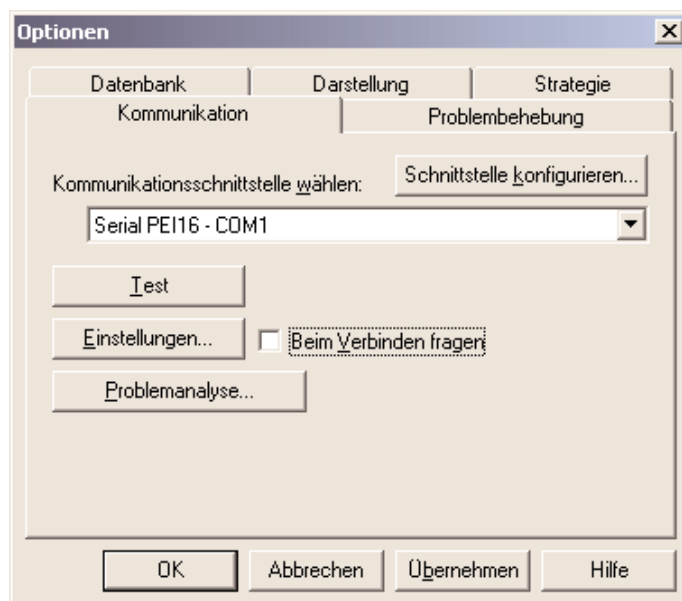 Optionen
Datenbank Darstellung Strategie
Kommunikation Problembehebung
Kommunikationsschnittstelle wählen: Schnittstelle konfigurieren...
Serial PEI16 - COM1
Test
Einstellungen... Beim Verbinden fragen
Problemanalyse...
OK Abbrechen Übernehmen Hilfe